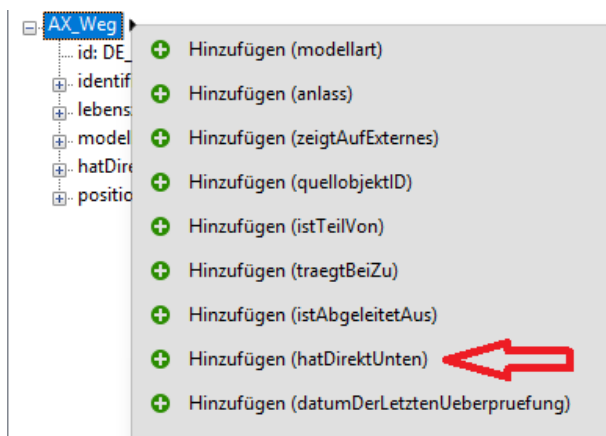 AX_Weg
id: DE_
identif
lebens
model
hatDire
positio
Hinzufügen (modellart)
Hinzufügen (anlass)
Hinzufügen (zeigtAufExternes)
Hinzufügen (quellobjektID)
Hinzufügen (istTeilVon)
Hinzufügen (traegtBeiZu)
Hinzufügen (istAbgeleitetAus)
Hinzufügen (hatDirektUnten)
Hinzufügen (datumDerLetztenUeberpruefung)